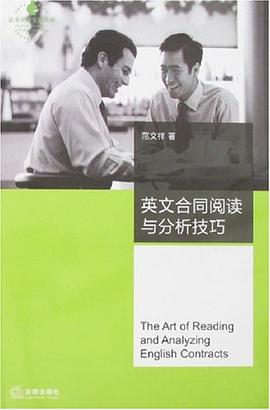 范文祥 著
英文合同阅读
与分析技巧
The Art of Reading
and Analyzing
English Contracts
法律出版社